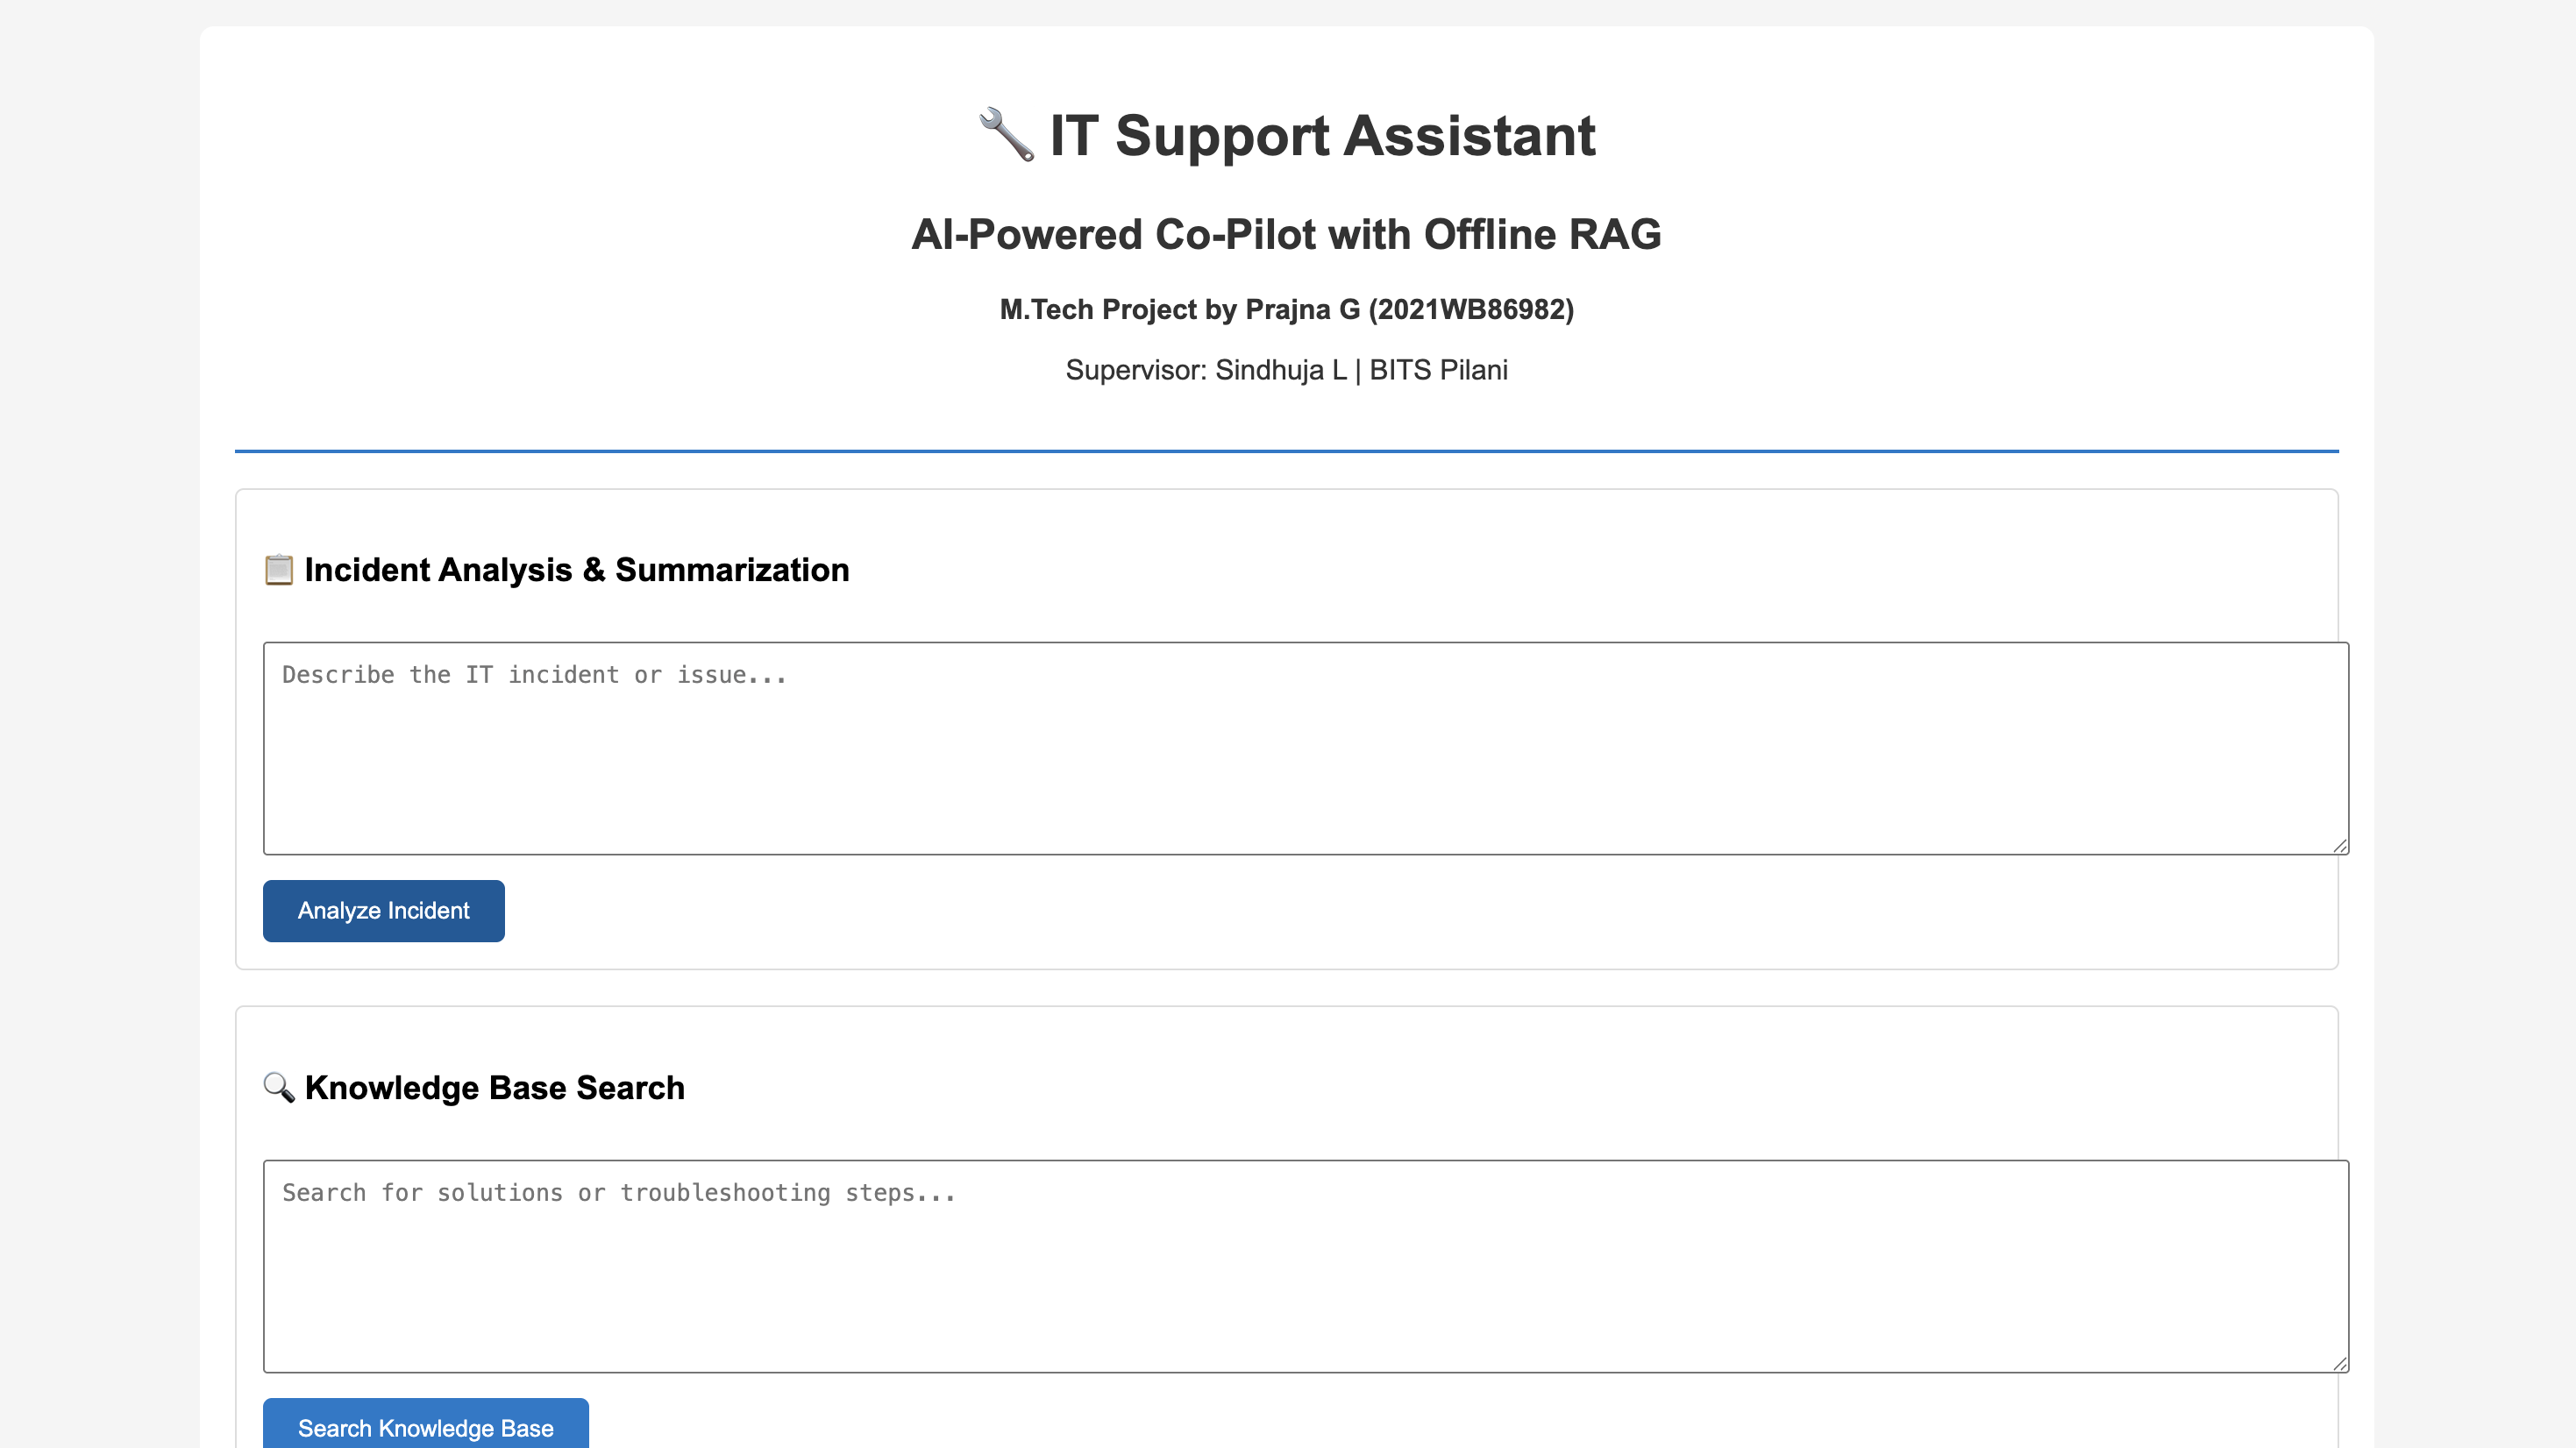 IT Support Assistant
AI-Powered Co-Pilot with Offline RAG
M.Tech Project by Prajna G (2021WB86982)
Supervisor: Sindhuja L | BITS Pilani
Incident Analysis & Summarization
Describe the IT incident or issue...
Analyze Incident
Knowledge Base Search
Search for solutions or troubleshooting steps...
Search Knowledge Base